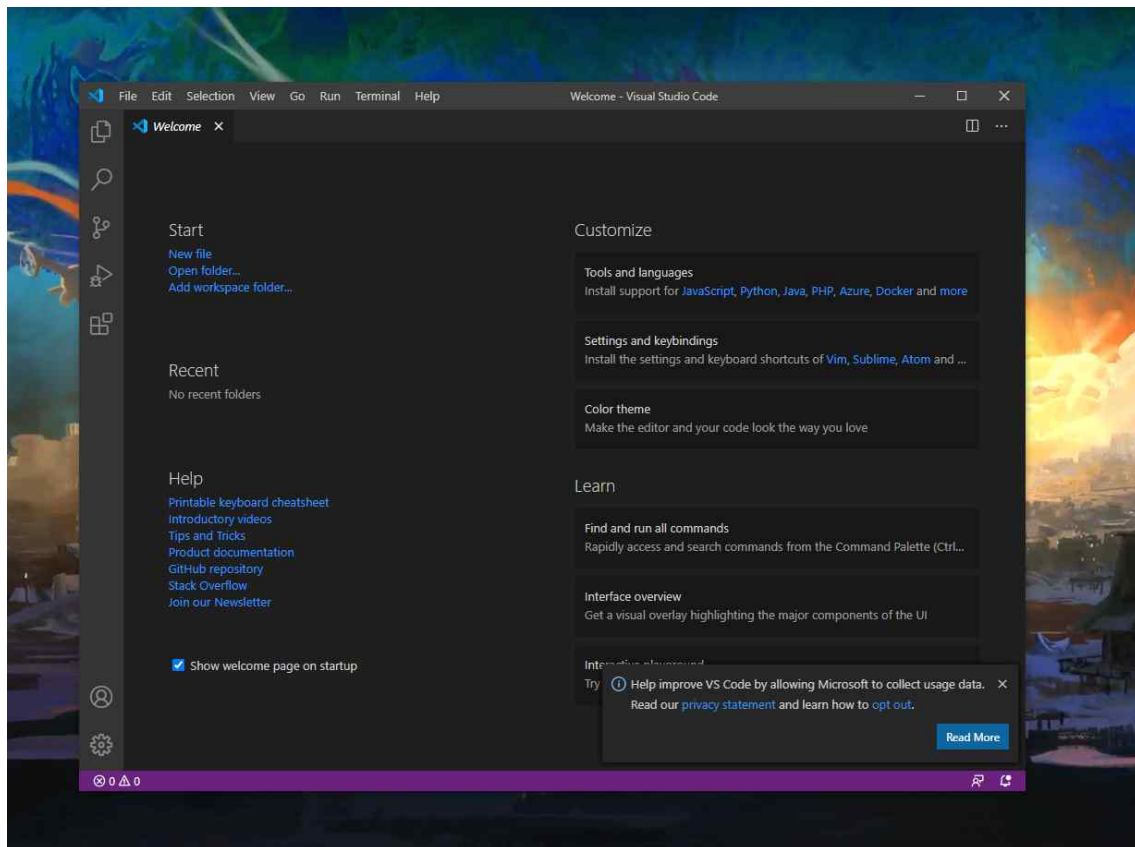 File Edit Selection View Go Run Terminal Help Welcome - Visual Studio Code
Welcome
Start
New file
Open folder...
Add workspace folder...
Recent
No recent folders
Help
Printable keyboard cheatsheet
Introductory videos
Tips and Tricks
Product documentation
GitHub repository
Stack Overflow
Join our Newsletter
Show welcome page on startup
Customize
Tools and languages
Install support for JavaScript, Python, Java, PHP, Azure, Docker and more
Settings and keybindings
Install the settings and keyboard shortcuts of Vim, Sublime, Atom and ...
Color theme
Make the editor and your code look the way you love
Learn
Find and run all commands
Rapidly access and search commands from the Command Palette (Ctrl...
Interface overview
Get a visual overlay highlighting the major components of the UI
Try
Help improve VS Code by allowing Microsoft to collect usage data.
Read our privacy statement and learn how to opt out.
Read More
0 0